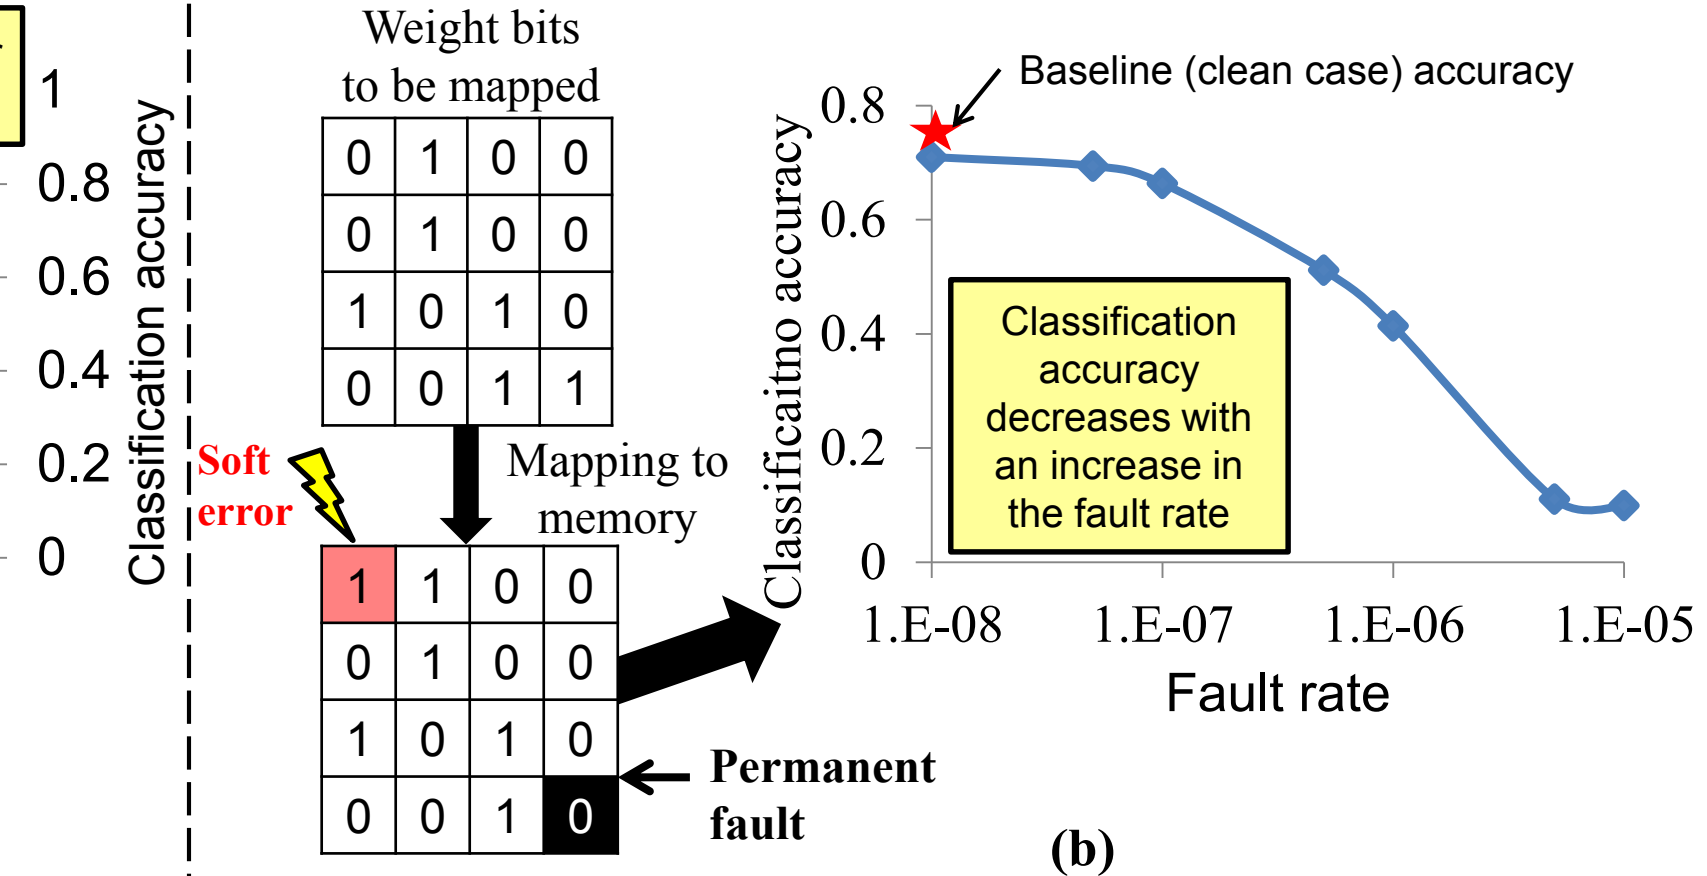 1
0.8
0.6
0.4
0.2
0
Classification accuracy
Weight bits
to be mapped
0 1 0 0
0 1 0 0
1 0 1 0
0 0 1 1
Soft
error
Mapping to
memory
1 1 0 0
0 1 0 0
1 0 1 0
0 0 1 0
Permanent
fault
Baseline (clean case) accuracy
Classificaitno accuracy
0.8
0.6
0.4
0.2
0
Classification
accuracy
decreases with
an increase in
the fault rate
1.E-08 1.E-07 1.E-06 1.E-05
Fault rate
(b)